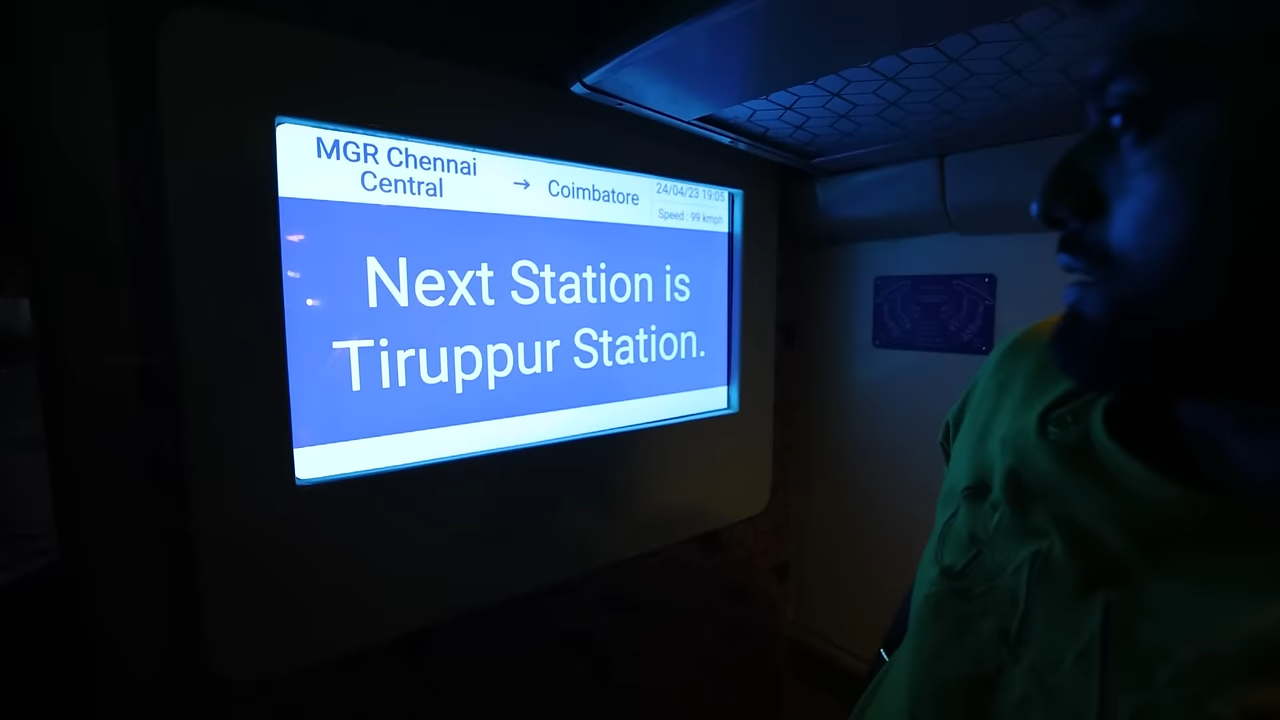 MGR Chennai
Central
→ Coimbatore
24/04/23 19:05
Speed : 99 kmph
Next Station is
Tiruppur Station.